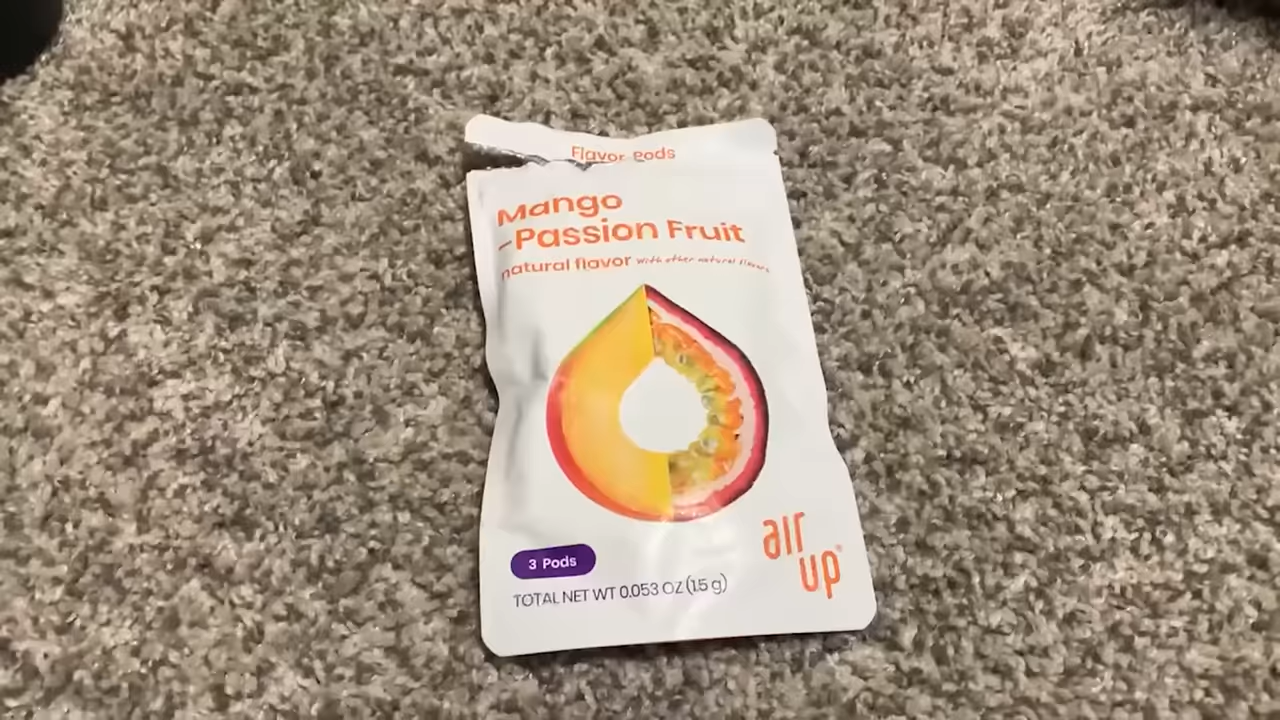 Flavor Pods
Mango
–Passion Fruit
natural flavor with other natural flavors
3 Pods
TOTAL NET WT 0.053 OZ (1.5 g)
air
up®